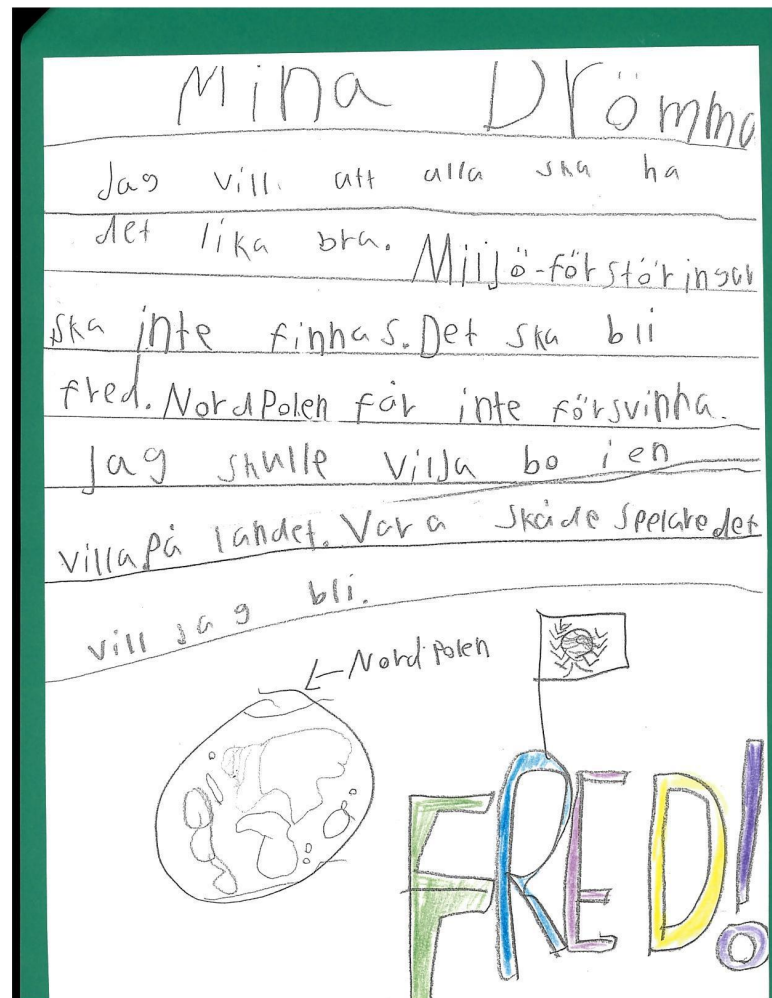 Mina Drömma
Jag vill att alla ska ha
det lika bra. Miljö-förstöringar
ska inte finnas. Det ska bli
fred. NordPolen får inte försvinna.
Jag skulle vilja bo i en
villa på landet. Vara skådespelare det
vill jag bli.
Nordpolen
FRED!